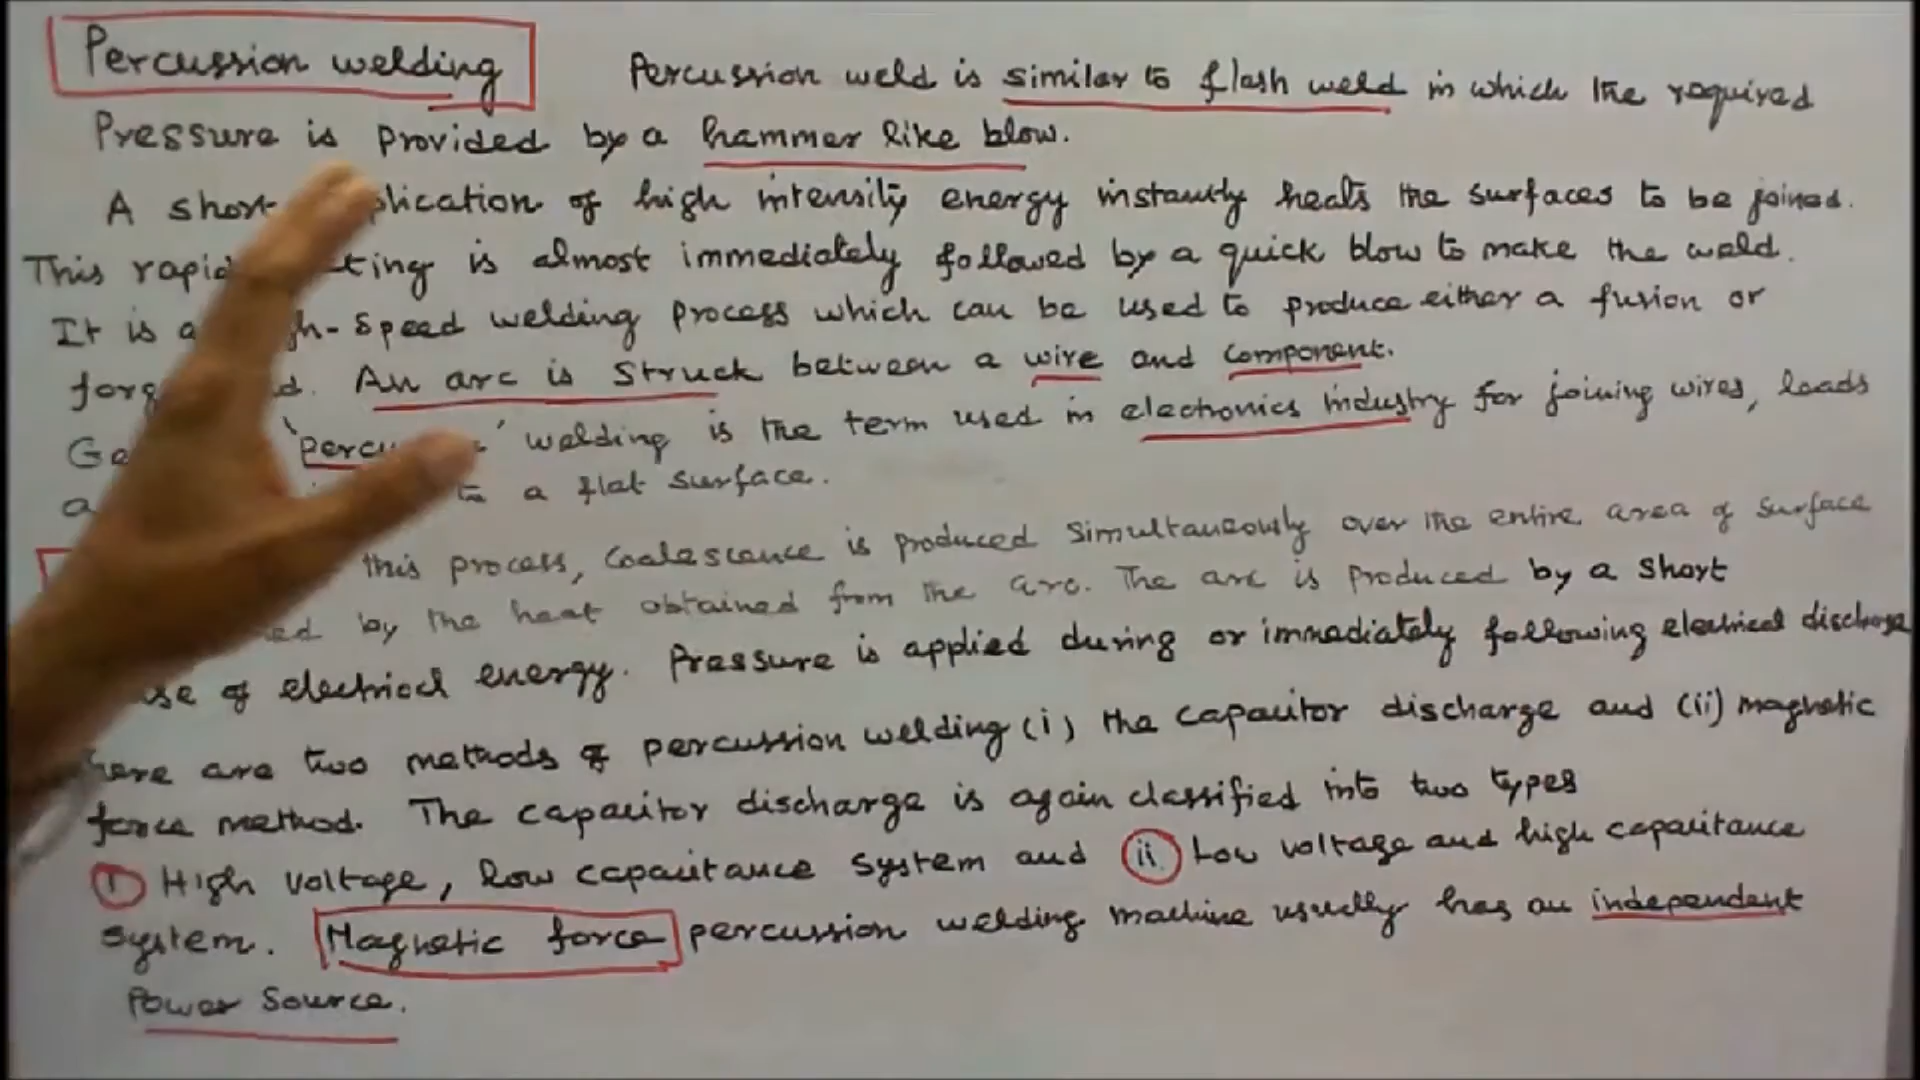 Percussion welding Percussion weld is similar to flash weld in which the required
Pressure is provided by a hammer like blow.
A short of high intensity energy instantly heats the surfaces to be joined.
This rapid is almost immediately followed by a quick blow to make the weld.
It is a -speed welding process which can be used to produce either a fusion or
An arc is struck between a wire and component.
welding is the term used in electronics industry for joining wires, leads
a flat surface.
this process, coalescence is produced simultaneously over the entire area of surface
by the heat obtained from the arc. The arc is produced by a short
of electrical energy. Pressure is applied during or immediately following electrical discharge
are two methods of percussion welding (i) the capacitor discharge and (ii) magnetic
force method. The capacitor discharge is again classified into two types
(i) High voltage, low capacitance system and (ii) Low voltage and high capacitance
system. Magnetic force percussion welding machine usually has an independent
Power Source.